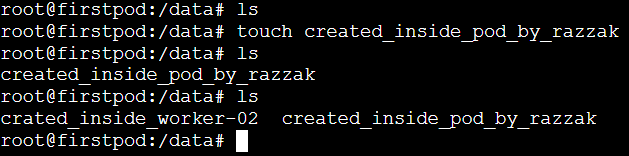 root@firstpod:/data# ls
root@firstpod:/data# touch created_inside_pod_by_razzak
root@firstpod:/data# ls
created_inside_pod_by_razzak
root@firstpod:/data# ls
crated_inside_worker-02  created_inside_pod_by_razzak
root@firstpod:/data#